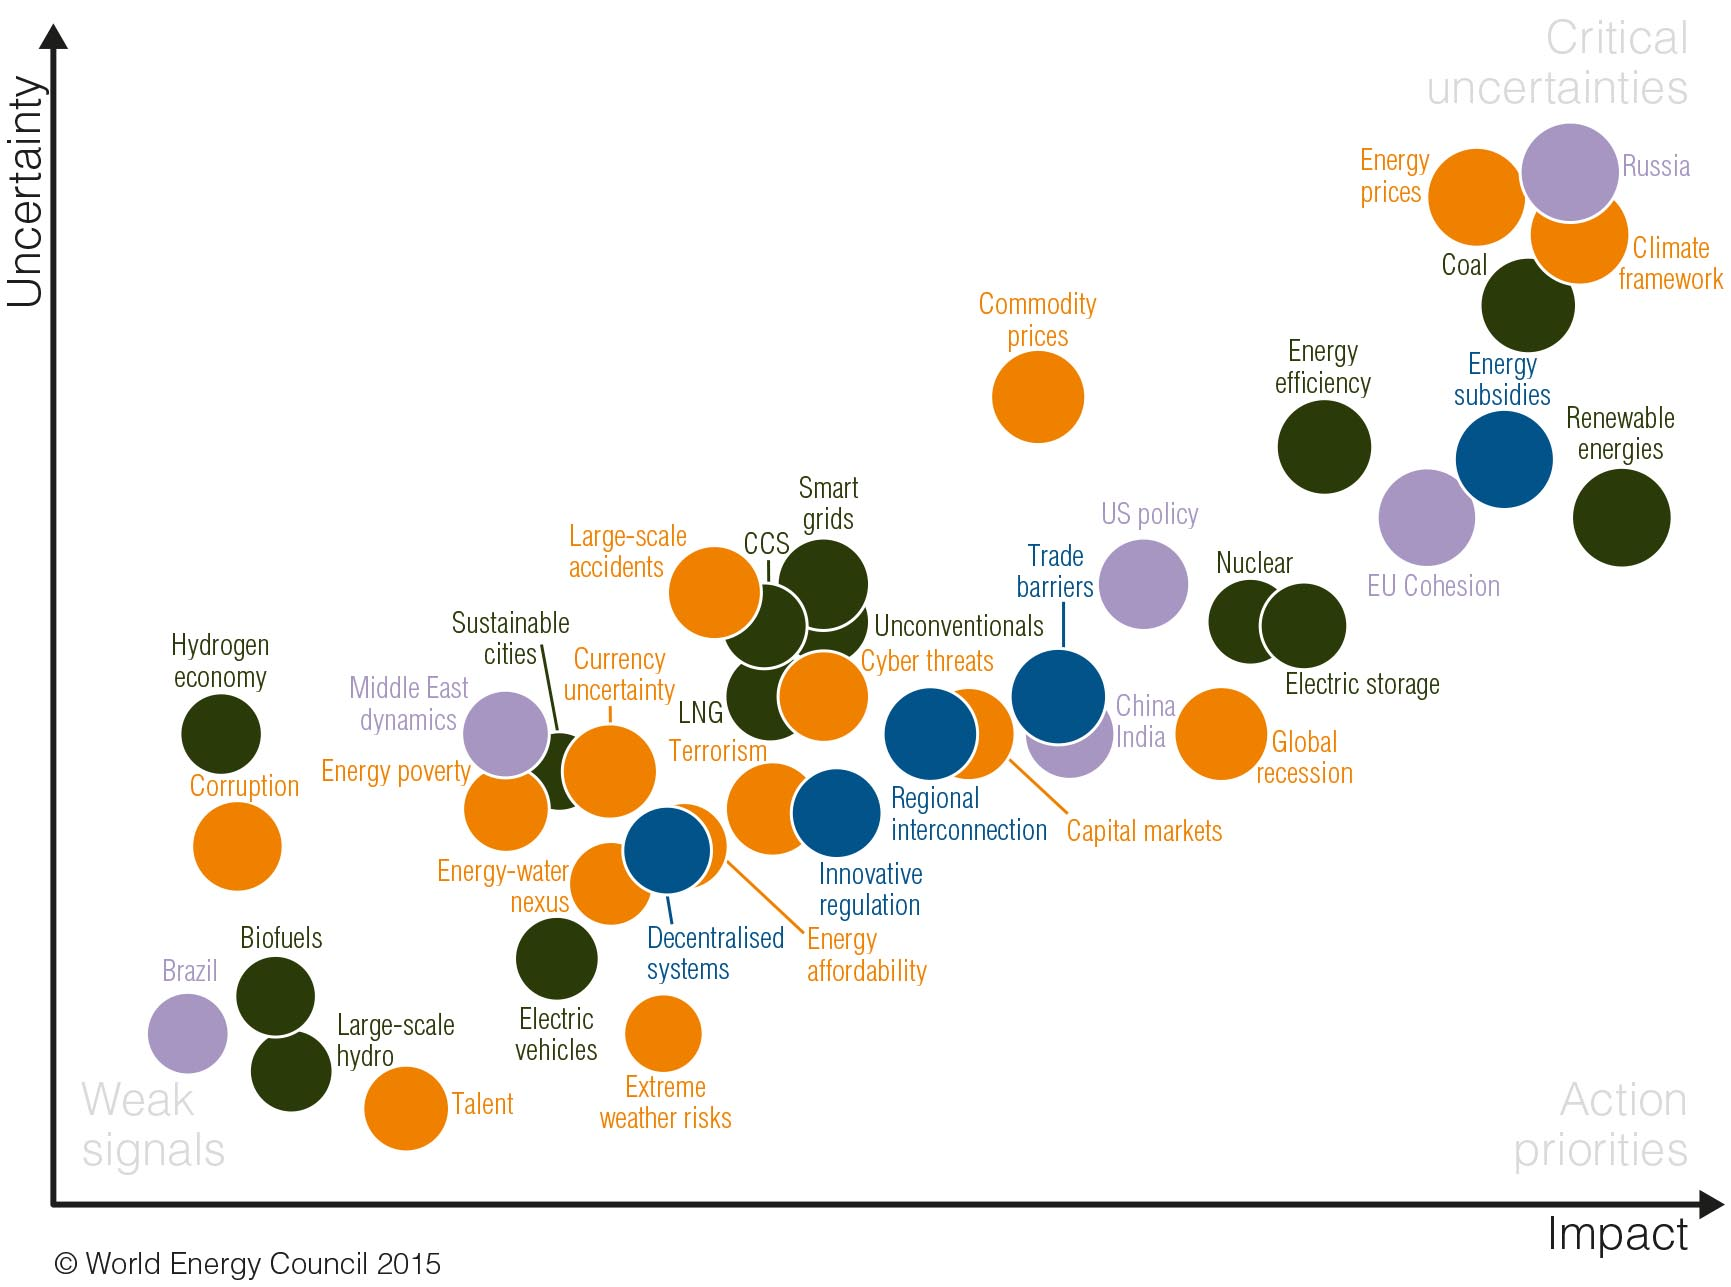 Critical
uncertainties
Uncertainty
Energy
prices
Russia
Climate
framework
Coal
Commodity
prices
Energy
efficiency
Energy
subsidies
Renewable
energies
Smart
grids
US policy
Large-scale
accidents
CCS
Trade
barriers
Nuclear
EU Cohesion
Sustainable
cities
Unconventionals
Hydrogen
economy
Currency
uncertainty
Cyber threats
Electric storage
Middle East
dynamics
LNG
China
India
Terrorism
Global
recession
Energy poverty
Corruption
Regional
interconnection
Capital markets
Energy-water
nexus
Innovative
regulation
Biofuels
Decentralised
systems
Energy
affordability
Brazil
Electric
vehicles
Large-scale
hydro
Extreme
weather risks
Talent
Weak
signals
Action
priorities
Impact
© World Energy Council 2015